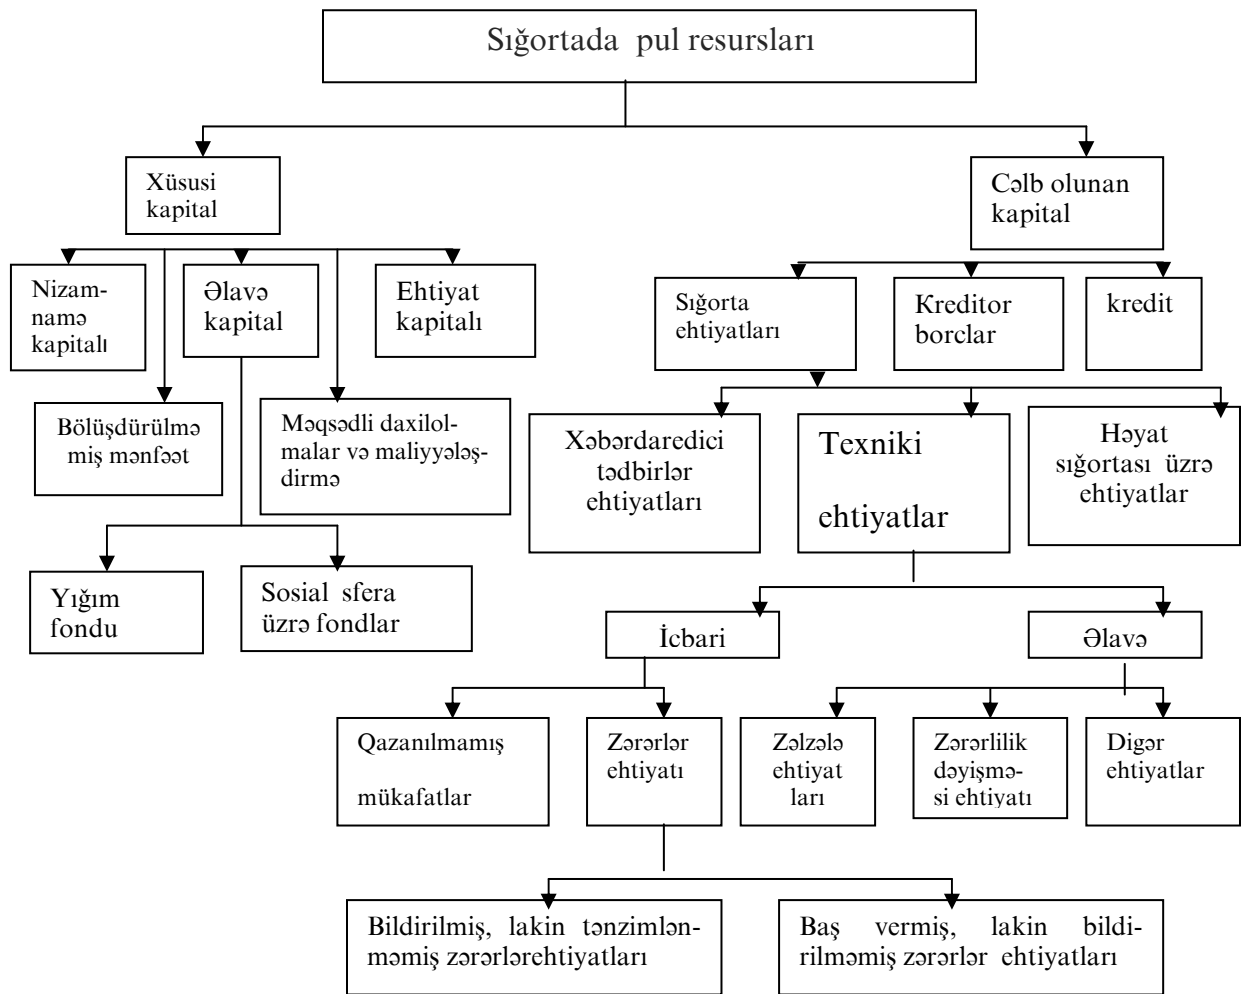 Sığortada pul resursları
Xüsusi
kapital
Cəlb olunan
kapital
Nizam-
namə
kapitalı
Əlavə
kapital
Ehtiyat
kapitalı
Sığorta
ehtiyatları
Kreditor
borclar
kredit
Bölüşdürülmə
miş mənfəət
Məqsədli daxilol-
malar və maliyyələş-
dirmə
Xəbərdaredici
tədbirlər
ehtiyatları
Texniki
ehtiyatlar
Həyat
sığortası üzrə
ehtiyatlar
Yığım
fondu
Sosial sfera
üzrə fondlar
İcbari
Əlavə
Qazanılmamış
mükafatlar
Zərərlər
ehtiyatı
Zəlzələ
ehtiyat
ları
Zərərlilik
dəyişmə-
si ehtiyatı
Digər
ehtiyatlar
Bildirilmiş, lakin tənzimlən-
məmiş zərərlərehtiyatları
Baş vermiş, lakin bildi-
rilməmiş zərərlər ehtiyatları